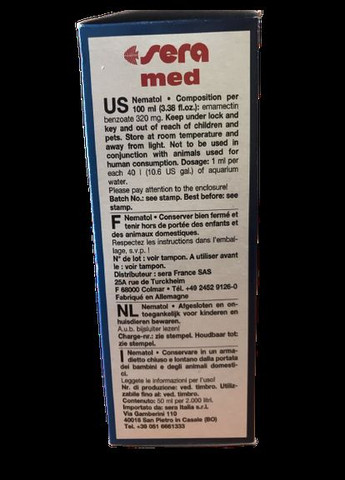 sera
med
US Nematol • Composition per
100 ml (3.38 fl.oz.): emamectin
benzoate 320 mg. Keep under lock and
key and out of reach of children and
pets. Store at room temperature and
away from light. Not to be used in
conjunction with animals used for
human consumption. Dosage: 1 ml per
each 40 l (10.6 US gal.) of aquarium
water.
Please pay attention to the enclosure!
Batch No.: see stamp. Best before: see
stamp.
F Nematol • Conserver bien fermé et
tenir hors de portée des enfants et
des animaux domestiques.
Respectez les instructions dans l'embal-
lage, s.v.p. !
N° de lot : voir tampon. A utiliser avant
le : voir tampon.
Distributeur : sera France SAS
25A rue de Turckheim
F 68000 Colmar • Tél. +49 2452 9126-0
Fabriqué en Allemagne
NL Nematol • Afgesloten en on-
toegankelijk voor kinderen en
huisdieren bewaren.
A.u.b. bijsluiter lezen!
Charge-nr.: zie stempel. Houdbaar tot:
zie stempel.
I Nematol • Conservare in un arma-
dietto chiuso e lontano dalla portata
dei bambini e degli animali domesti-
ci.
Leggete le informazioni per l'uso!
Nr. di produzione: ved. timbro. Utiliz-
zabile fino al: ved. timbro.
Contenuto: 50 ml per 2.000 litri.
Importato da: sera Italia s.r.l.
Via Gamberini 110
40018 San Pietro in Casale (BO)
Tel. +39 051 6661333